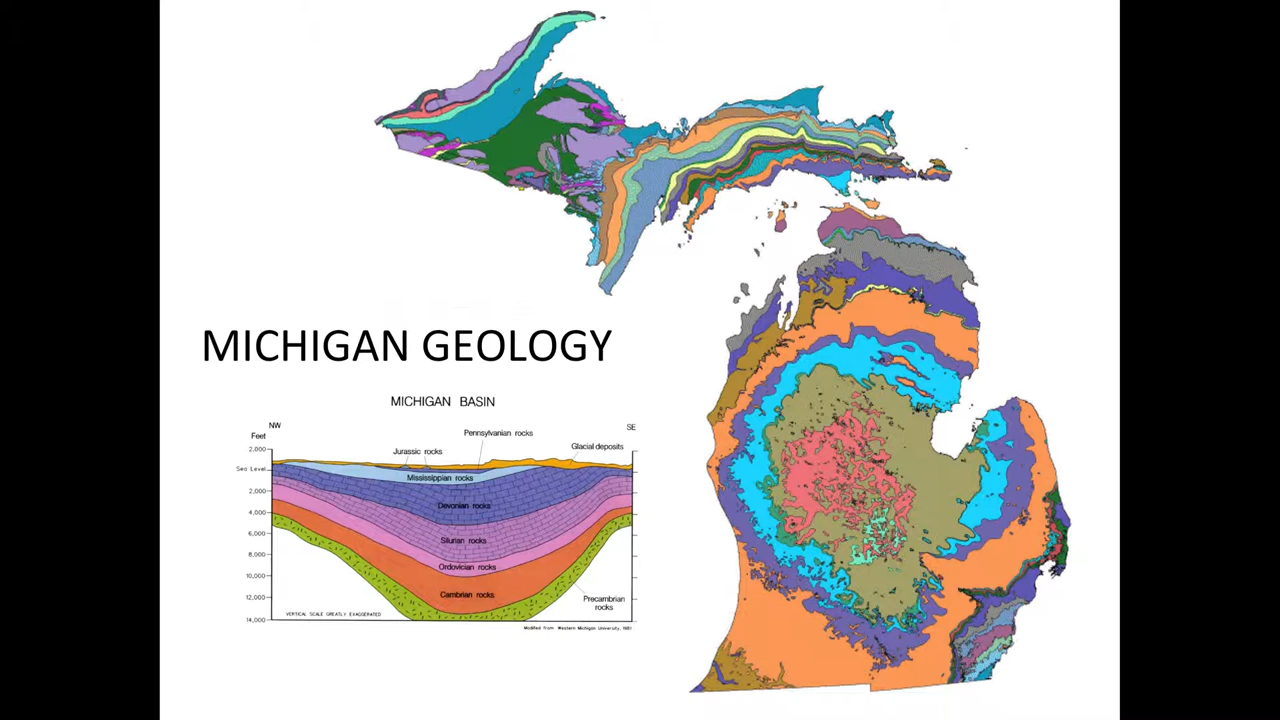 MICHIGAN GEOLOGY
MICHIGAN BASIN
NW
SE
Feet
Pennsylvanian rocks
Jurassic rocks
Glacial deposits
2,000
Sea Level
Mississippian rocks
2,000
Devonian rocks
4,000
6,000
Silurian rocks
8,000
Ordovician rocks
10,000
Cambrian rocks
12,000
Precambrian
rocks
VERTICAL SCALE GREATLY EXAGGERATED
14,000
Modified from Western Michigan University, 1981